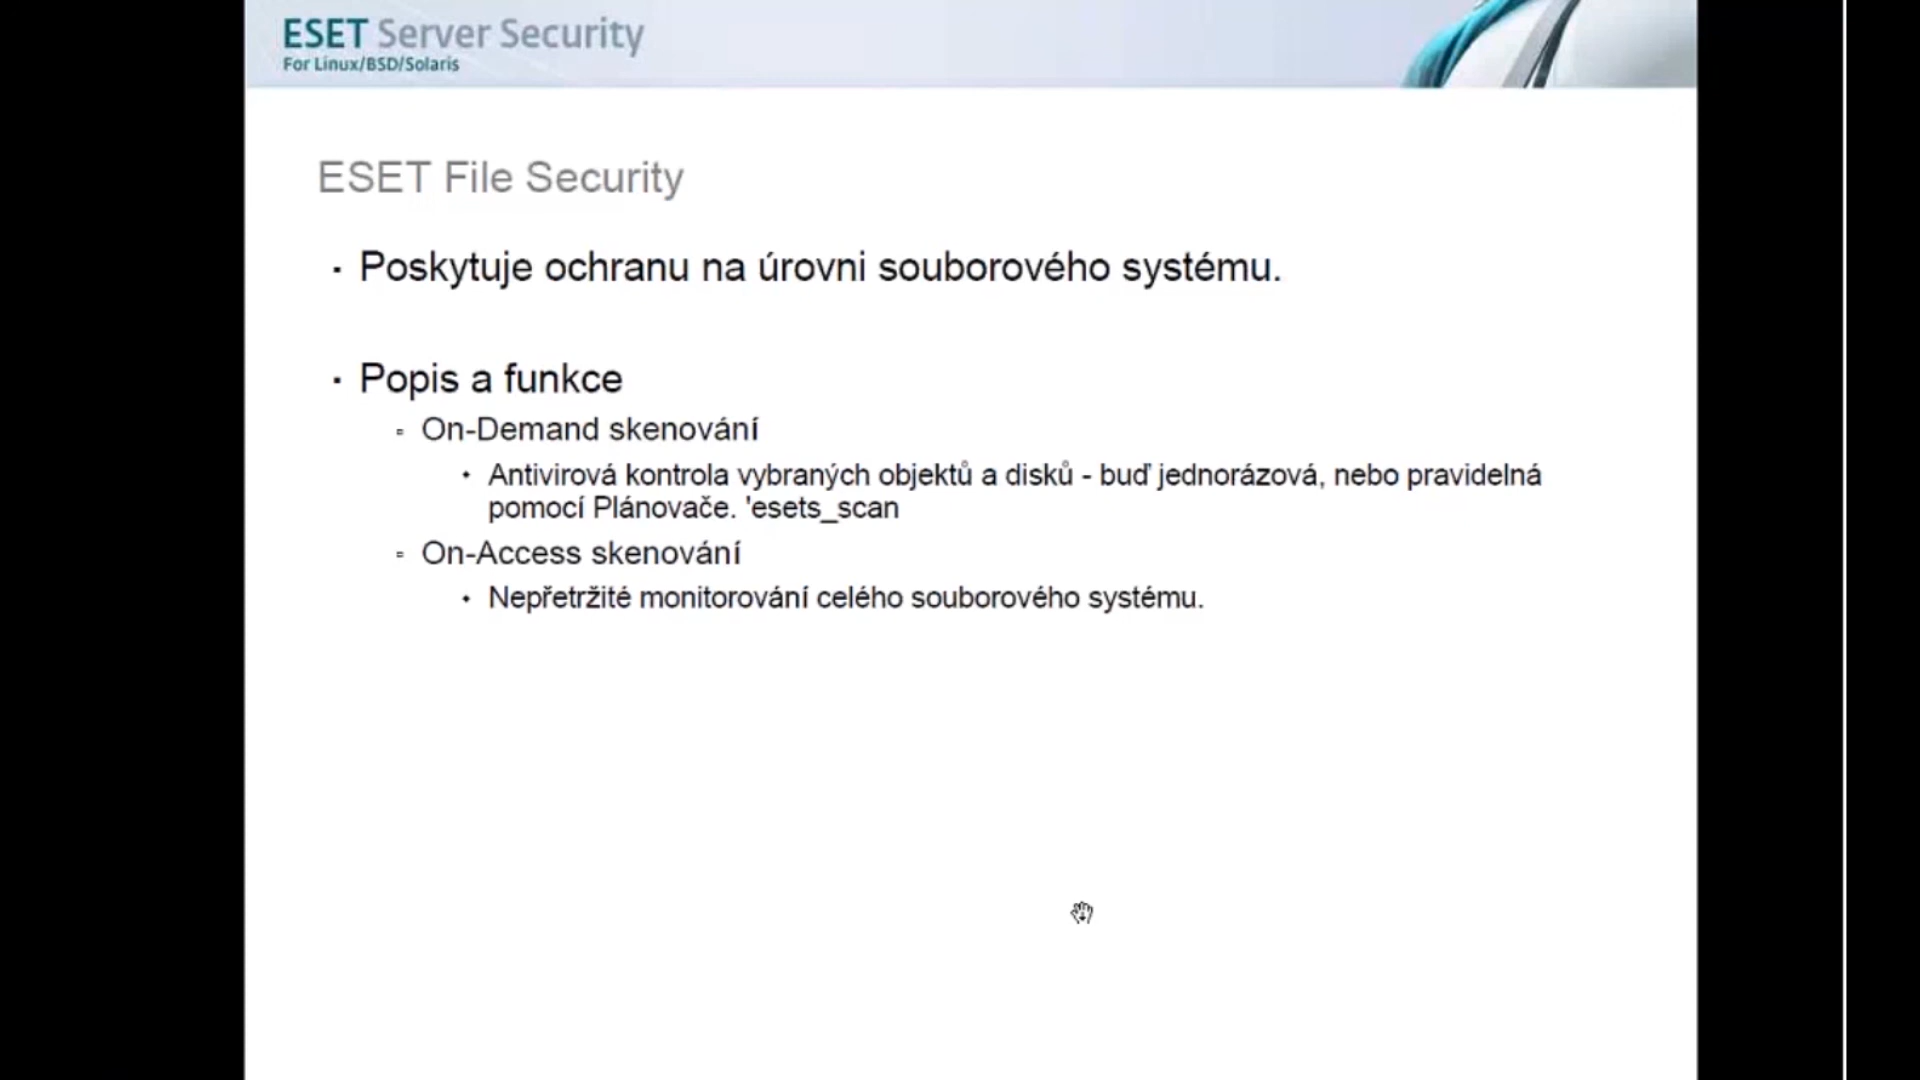 ESET Server Security
For Linux/BSD/Solaris
ESET File Security
Poskytuje ochranu na úrovni souborového systému.
Popis a funkce
On-Demand skenování
Antivirová kontrola vybraných objektů a disků - buď jednorázová, nebo pravidelná
pomocí Plánovače. 'esets_scan
On-Access skenování
Nepřetržité monitorování celého souborového systému.